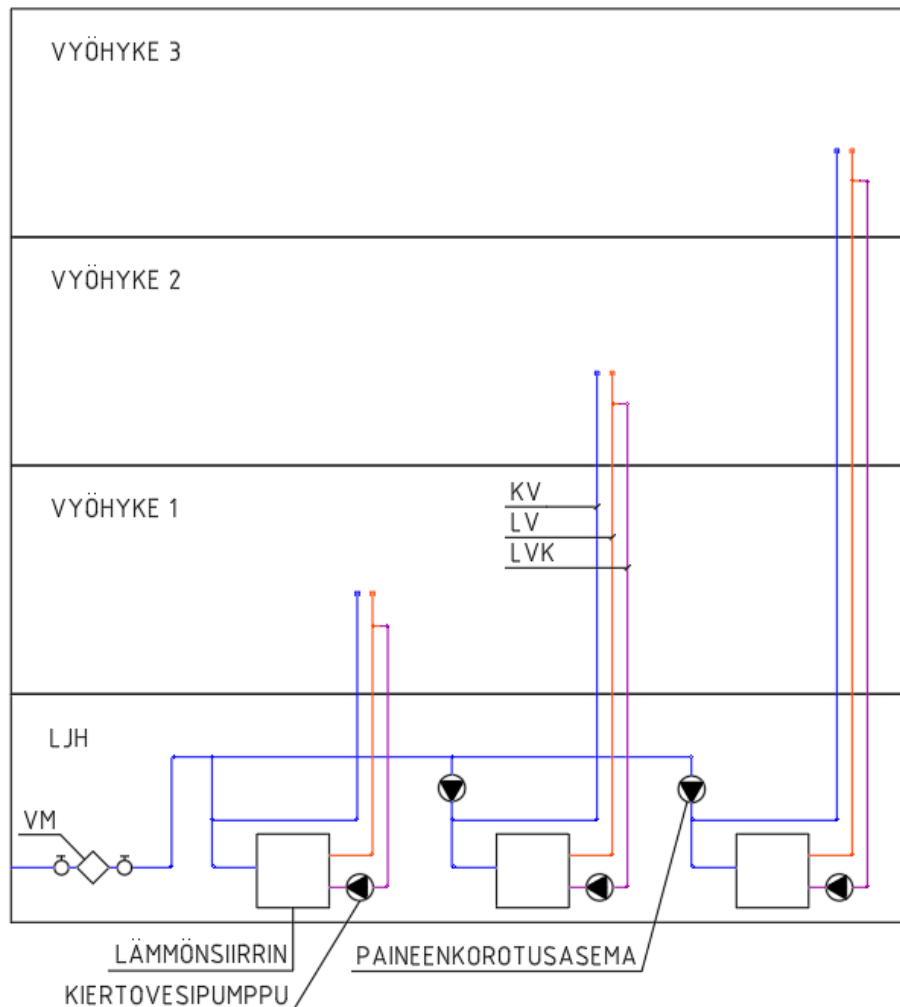 VYÖHYKE 3
VYÖHYKE 2
VYÖHYKE 1
KV
LV
LVK
LJH
VM
LÄMMÖNSIIRRIN
PAINEENKOROTUSASEMA
KIERTOVESIPUMPPU